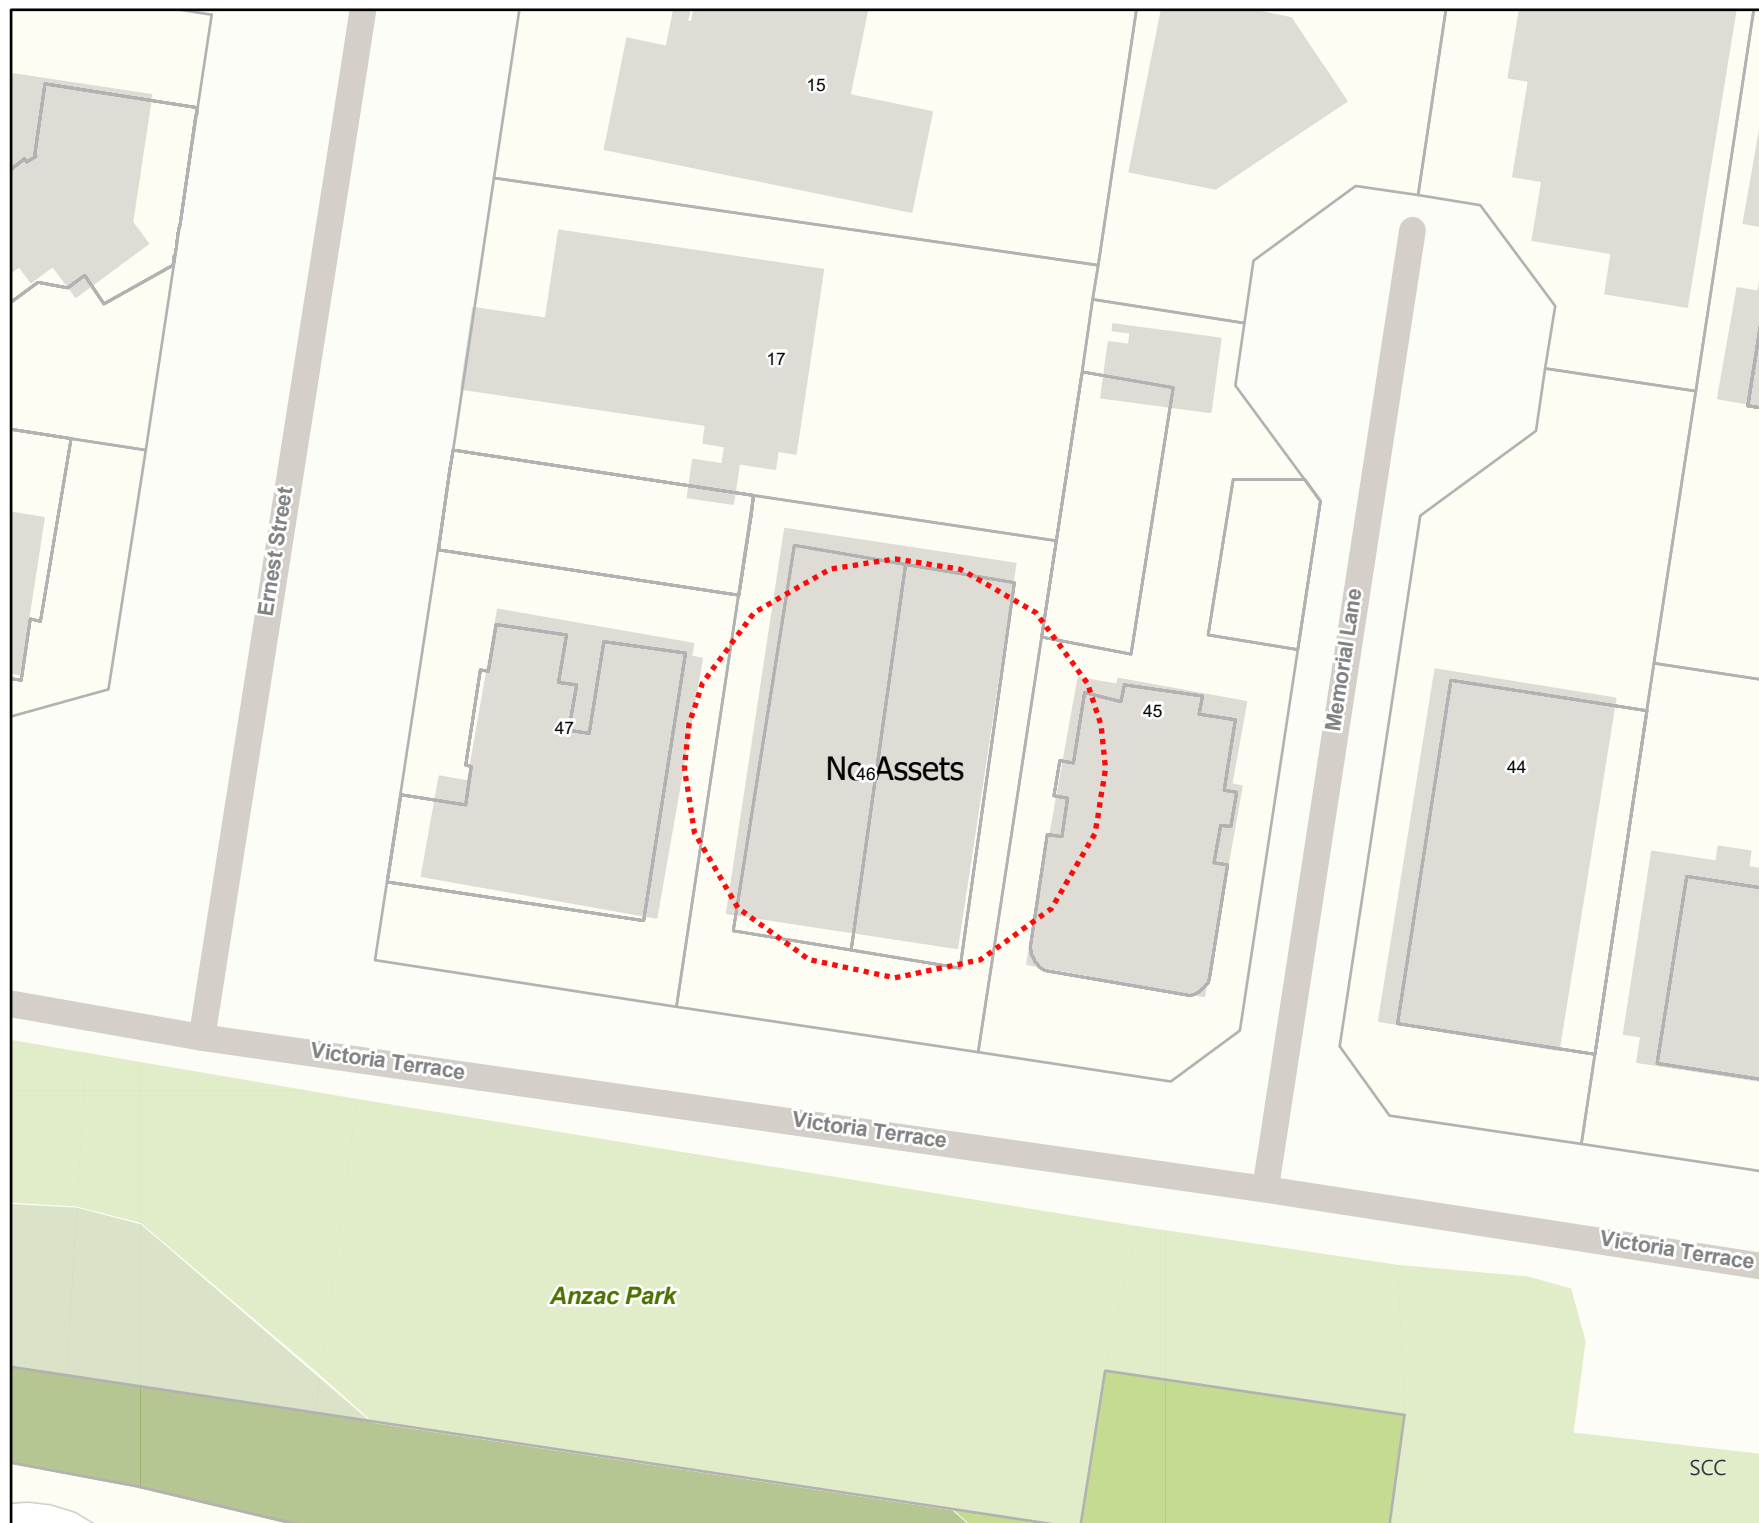 15
17
Ernest Street
Memorial Lane
45
47
No Assets
46
44
Victoria Terrace
Victoria Terrace
Victoria Terrace
Anzac Park
SCC